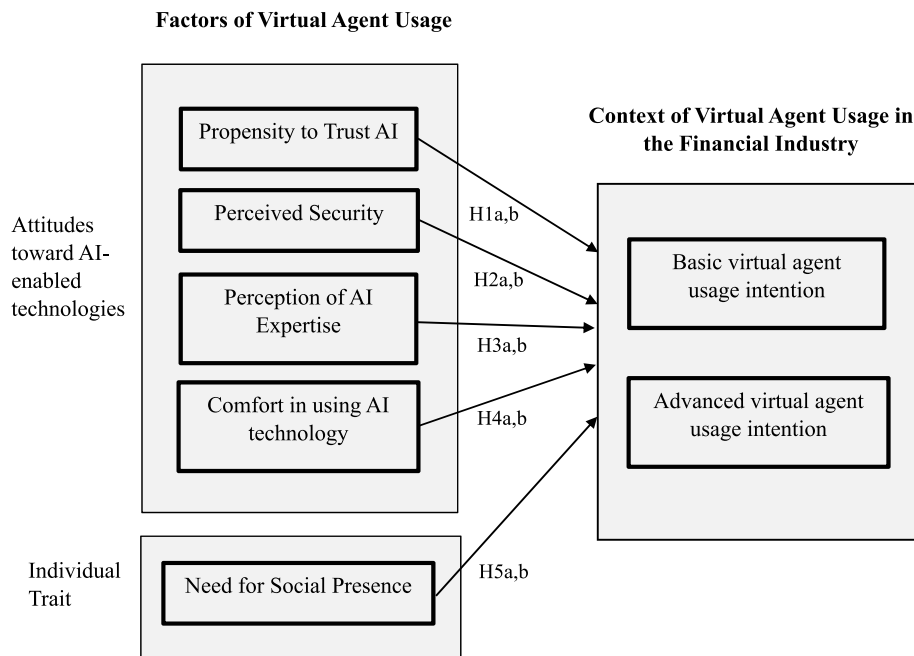 Factors of Virtual Agent Usage
Context of Virtual Agent Usage in
the Financial Industry
Attitudes
toward AI-
enabled
technologies
Propensity to Trust AI
Perceived Security
Perception of AI
Expertise
Comfort in using AI
technology
H1a,b
H2a,b
H3a,b
H4a,b
H5a,b
Basic virtual agent
usage intention
Advanced virtual agent
usage intention
Individual
Trait
Need for Social Presence